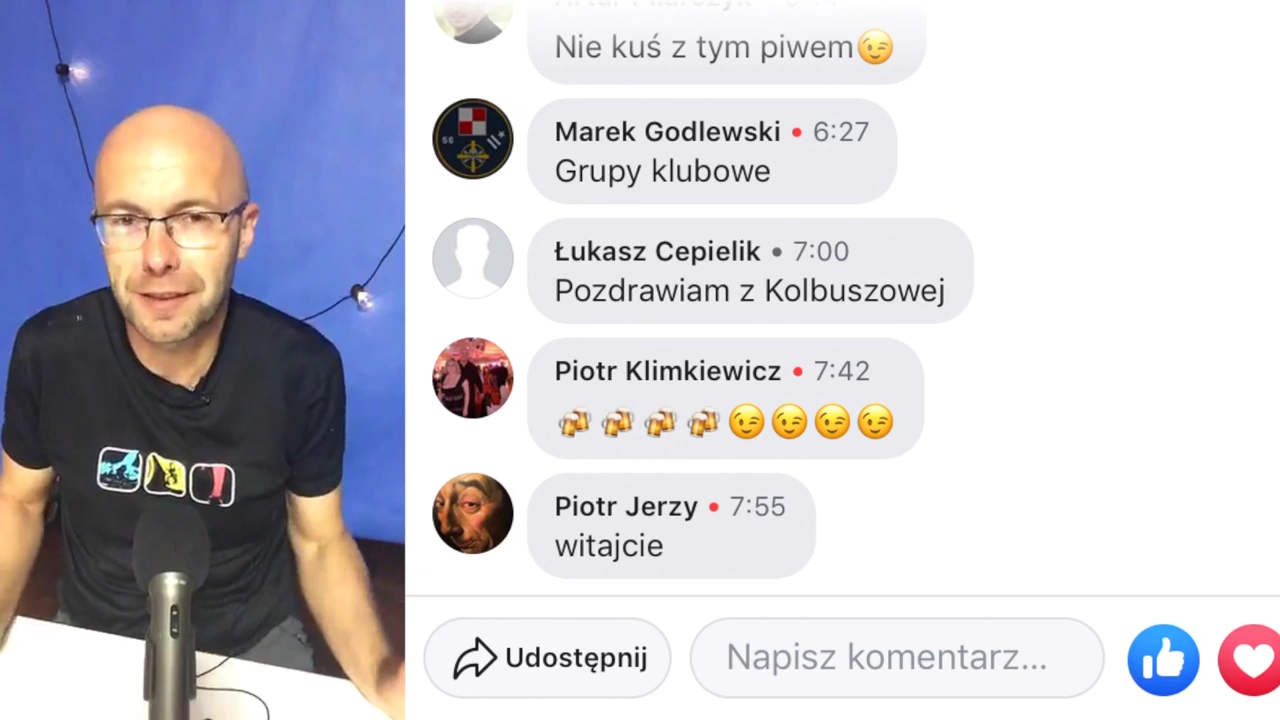 Nie kuś z tym piwem😉
Marek Godlewski • 6:27
Grupy klubowe
Łukasz Cepielik • 7:00
Pozdrawiam z Kolbuszowej
Piotr Klimkiewicz • 7:42
🍻🍻🍻🍻😉😉😉😉
Piotr Jerzy • 7:55
witajcie
Udostępnij
Napisz komentarz...